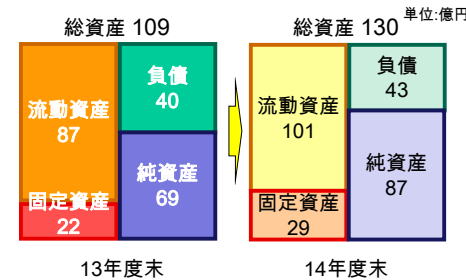 単位:億円
総資産 109
流動資産
87
固定資産
22
負債
40
純資産
69
13年度末
総資産 130
流動資産
101
固定資産
29
負債
43
純資産
87
14年度末